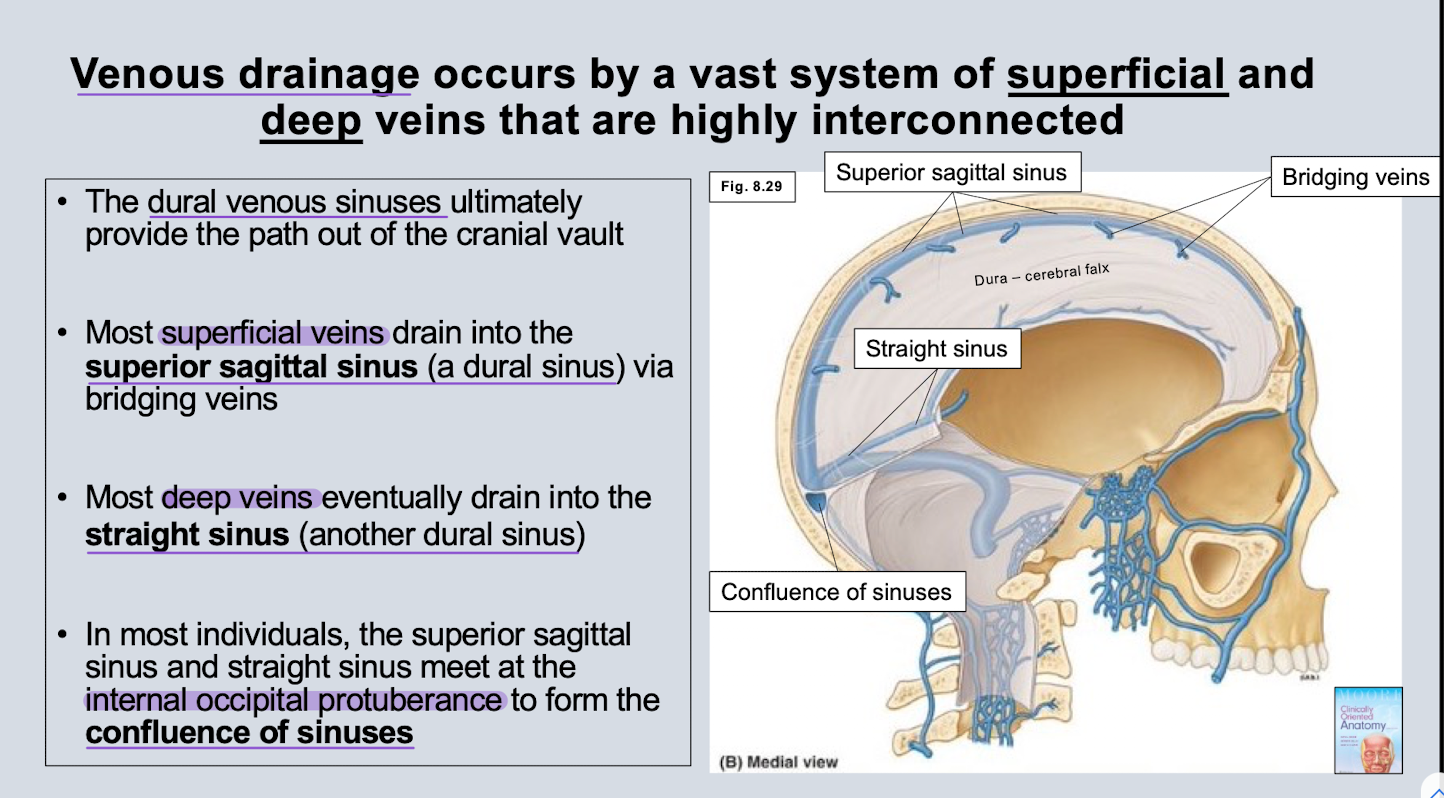 Venous drainage occurs by a vast system of superficial and
deep veins that are highly interconnected
• The dural venous sinuses ultimately
provide the path out of the cranial vault
• Most superficial veins drain into the
superior sagittal sinus (a dural sinus) via
bridging veins
• Most deep veins eventually drain into the
straight sinus (another dural sinus)
• In most individuals, the superior sagittal
sinus and straight sinus meet at the
internal occipital protuberance to form the
confluence of sinuses
Fig. 8.29
Superior sagittal sinus
Bridging veins
Dura – cerebral falx
Straight sinus
Confluence of sinuses
(B) Medial view
MOORE
Clinically
Oriented
Anatomy